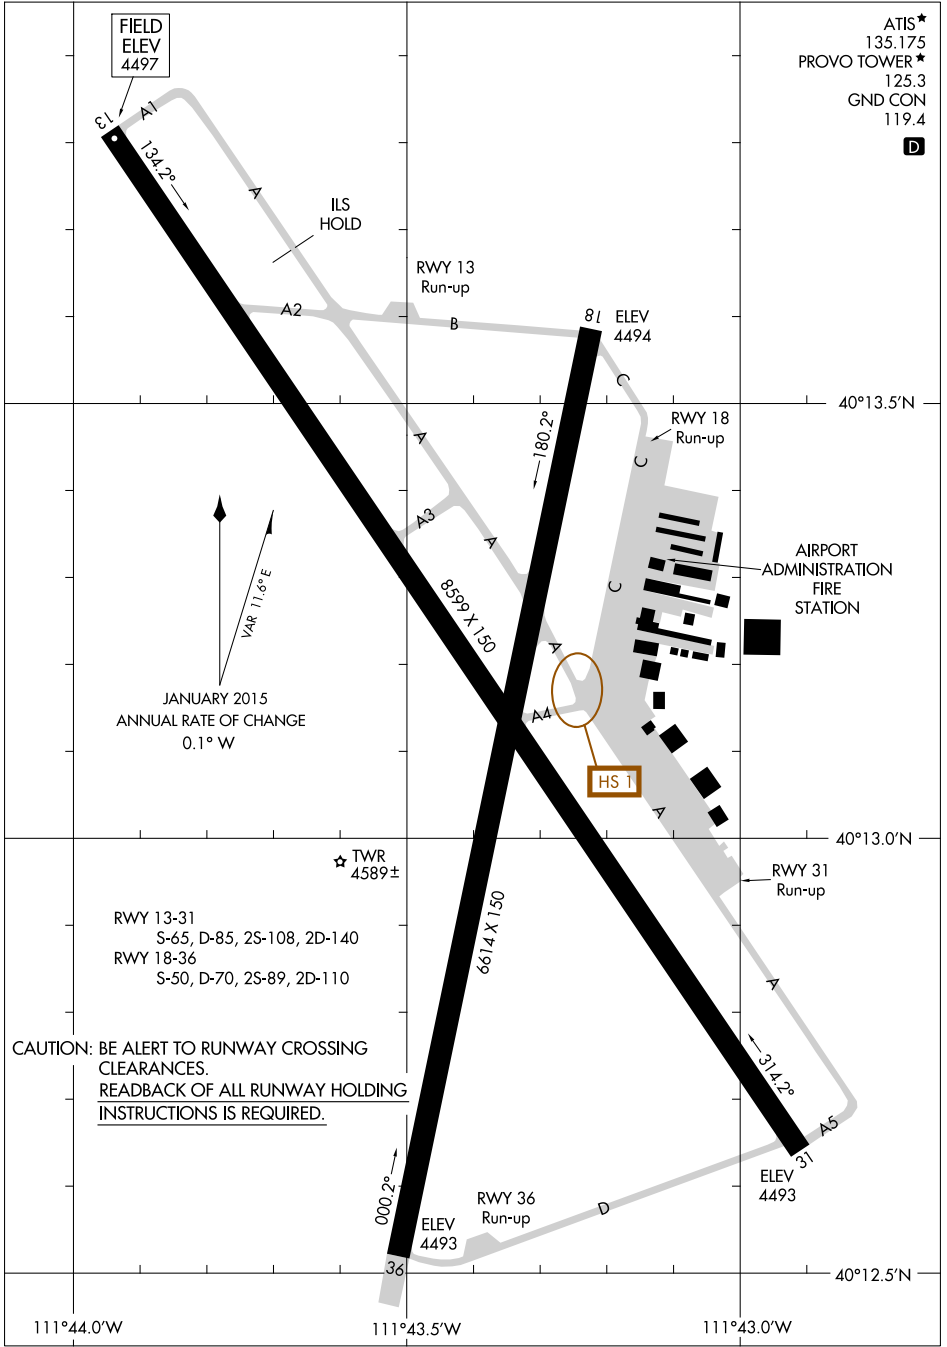 FIELD
ELEV
4497
ATIS★
135.175
PROVO TOWER★
125.3
GND CON
119.4
D
13
A1
134.2°
A
ILS
HOLD
RWY 13
Run-up
A2
B
18
ELEV
4494
C
40°13.5'N
RWY 18
Run-up
180.2°
A
C
A3
A
AIRPORT
ADMINISTRATION
FIRE
STATION
C
VAR 11.6° E
8599 X 150
A
JANUARY 2015
ANNUAL RATE OF CHANGE
0.1° W
A4
HS 1
A
40°13.0'N
TWR
4589±
RWY 31
Run-up
RWY 13-31
S-65, D-85, 2S-108, 2D-140
RWY 18-36
S-50, D-70, 2S-89, 2D-110
6614 X 150
A
CAUTION: BE ALERT TO RUNWAY CROSSING
CLEARANCES.
READBACK OF ALL RUNWAY HOLDING
INSTRUCTIONS IS REQUIRED.
314.2°
A5
31
ELEV
4493
000.2°
RWY 36
Run-up
D
ELEV
4493
36
40°12.5'N
111°44.0'W
111°43.5'W
111°43.0'W